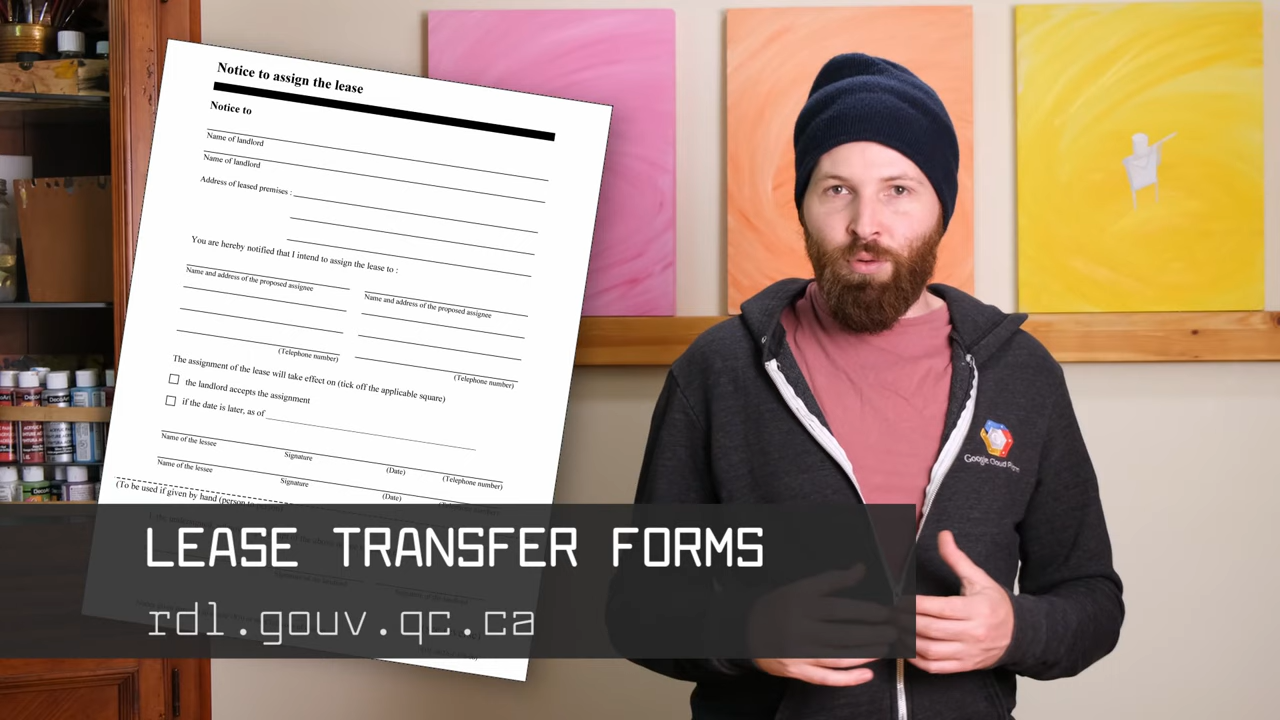 Notice to assign the lease
Notice to
Name of landlord
Name of landlord
Address of leased premises :
You are hereby notified that I intend to assign the lease to :
Name and address of the proposed assignee
Name and address of the proposed assignee
(Telephone number)
(Telephone number)
The assignment of the lease will take effect on (tick off the applicable square)
the landlord accepts the assignment
if the date is later, as of
Name of the lessee
Signature
(Date)
(Telephone number)
Name of the lessee
Signature
(Date)
(To be used if given by hand (person
LEASE TRANSFER FORMS
rdl.gouv.qc.ca
Google Cloud